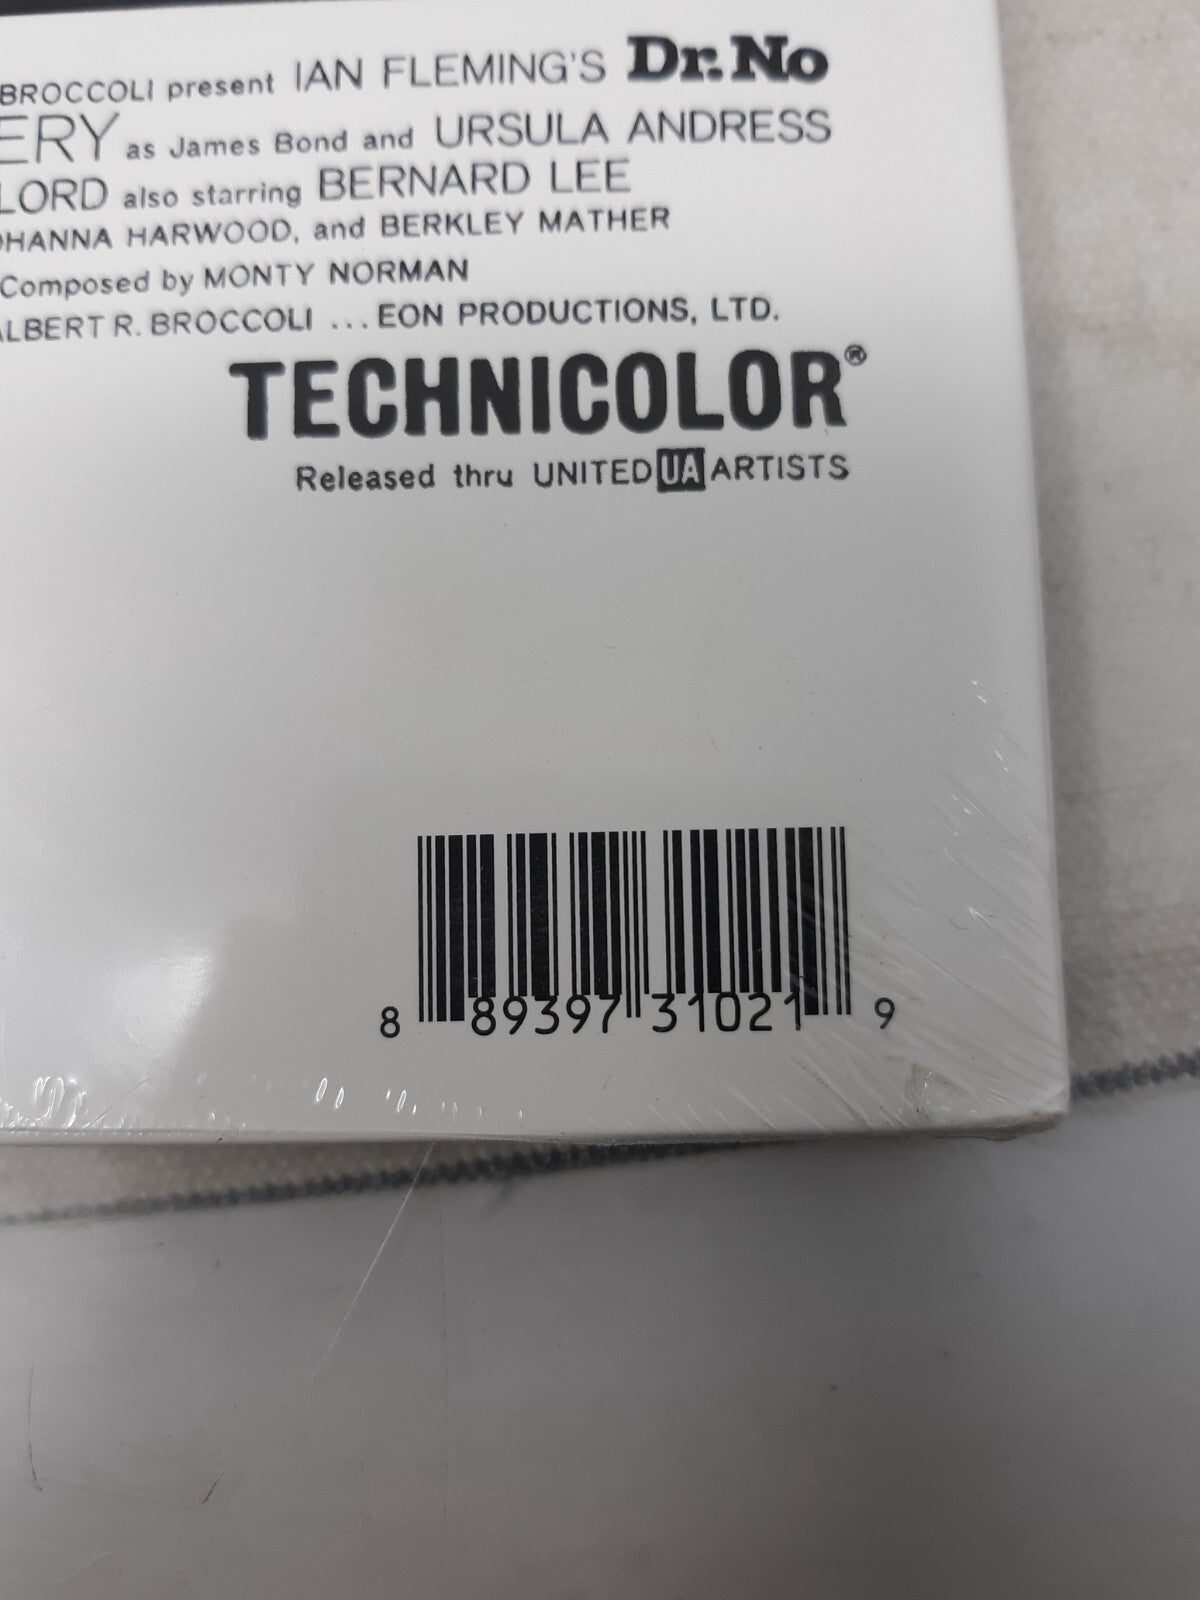 BROCCOLI present IAN FLEMING'S Dr. No
ERY as James Bond and URSULA ANDRESS
LORD also starring BERNARD LEE
OHANNA HARWOOD, and BERKLEY MATHER
Composed by MONTY NORMAN
ALBERT R. BROCCOLI ... EON PRODUCTIONS, LTD.
TECHNICOLOR®
Released thru UNITED UA ARTISTS
8 89397 31021 9